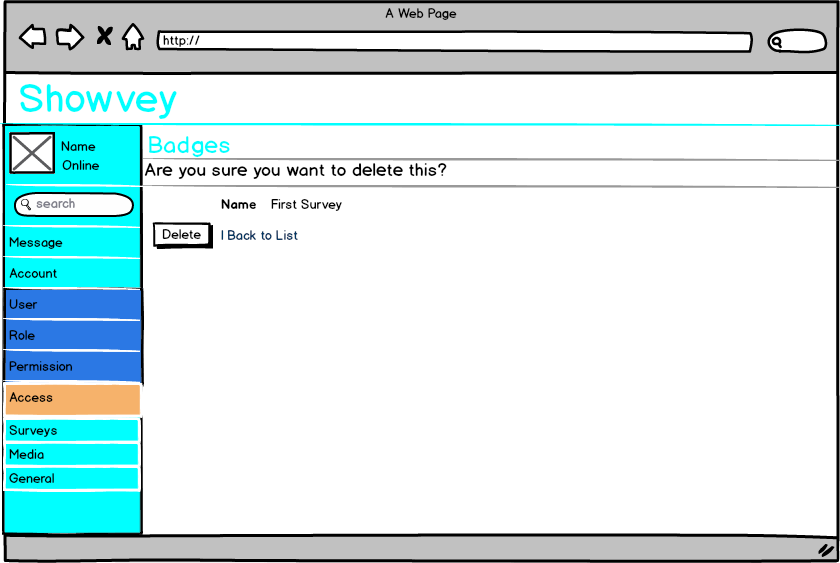 A Web Page
http://
Showvey
Name
Online
search
Message
Account
User
Role
Permission
Access
Surveys
Media
General
Badges
Are you sure you want to delete this?
Name First Survey
Delete | Back to List